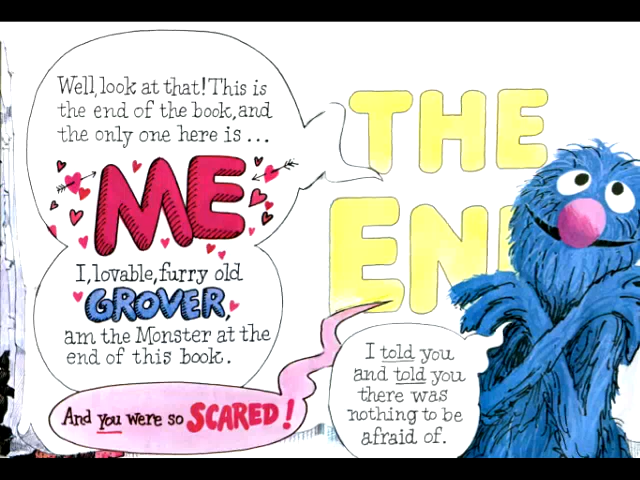 Well, look at that! This is
the end of the book, and
the only one here is...
ME
I, lovable, furry old
GROVER,
am the Monster at the
end of this book.
And you were so SCARED!
THE
EN
I told you
and told you
there was
nothing to be
afraid of.